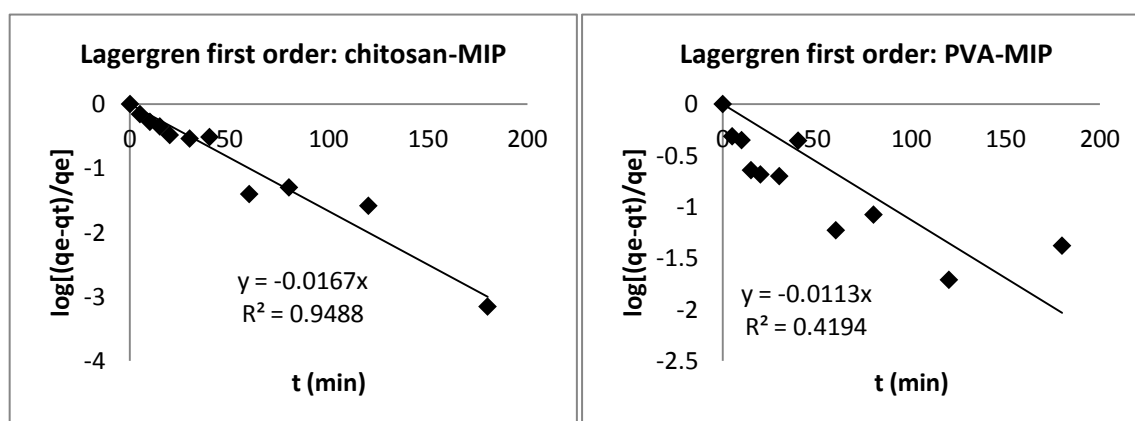 Lagergren first order: chitosan-MIP
0
0 50 100 150 200
-1
-2
-3
-4
log[(qe-qt)/qe]
y = -0.0167x
R² = 0.9488
t (min)
Lagergren first order: PVA-MIP
0
0 50 100 150 200
-0.5
-1
-1.5
-2
-2.5
log[(qe-qt)/qe]
y = -0.0113x
R² = 0.4194
t (min)